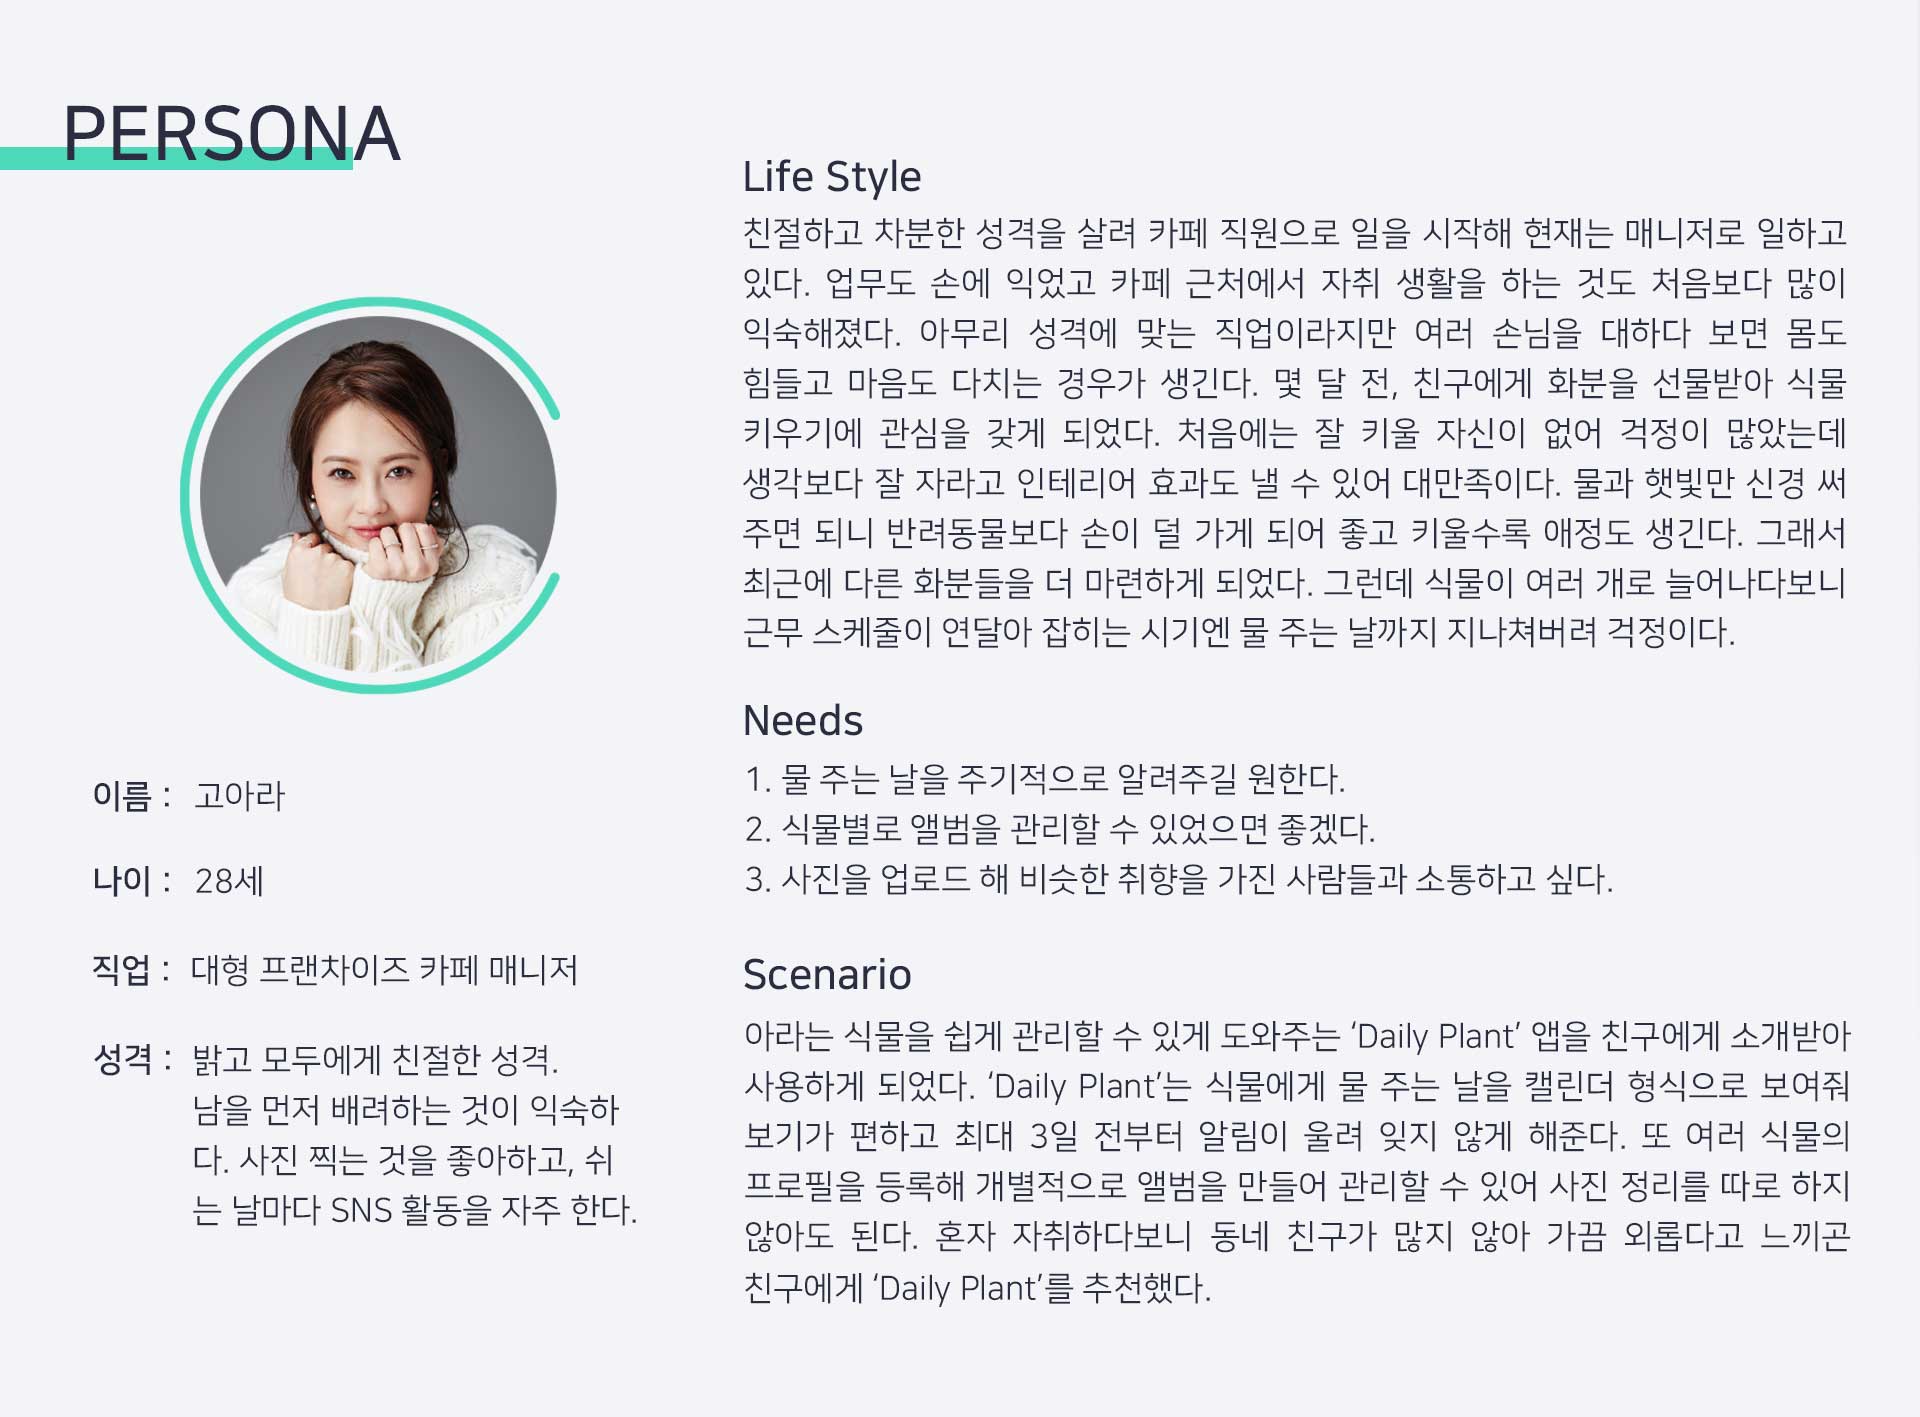 PERSONA
이름 : 고아라
나이 : 28세
직업 : 대형 프랜차이즈 카페 매니저
성격 : 밝고 모두에게 친절한 성격.
남을 먼저 배려하는 것이 익숙하
다. 사진 찍는 것을 좋아하고, 쉬
는 날마다 SNS 활동을 자주 한다.
Life Style
친절하고 차분한 성격을 살려 카페 직원으로 일을 시작해 현재는 매니저로 일하고
있다. 업무도 손에 익었고 카페 근처에서 자취 생활을 하는 것도 처음보다 많이
익숙해졌다. 아무리 성격에 맞는 직업이라지만 여러 손님을 대하다 보면 몸도
힘들고 마음도 다치는 경우가 생긴다. 몇 달 전, 친구에게 화분을 선물받아 식물
키우기에 관심을 갖게 되었다. 처음에는 잘 키울 자신이 없어 걱정이 많았는데
생각보다 잘 자라고 인테리어 효과도 낼 수 있어 대만족이다. 물과 햇빛만 신경 써
주면 되니 반려동물보다 손이 덜 가게 되어 좋고 키울수록 애정도 생긴다. 그래서
최근에 다른 화분들을 더 마련하게 되었다. 그런데 식물이 여러 개로 늘어나다보니
근무 스케줄이 연달아 잡히는 시기엔 물 주는 날까지 지나쳐버려 걱정이다.
Needs
1. 물 주는 날을 주기적으로 알려주길 원한다.
2. 식물별로 앨범을 관리할 수 있었으면 좋겠다.
3. 사진을 업로드 해 비슷한 취향을 가진 사람들과 소통하고 싶다.
Scenario
아라는 식물을 쉽게 관리할 수 있게 도와주는 ‘Daily Plant’ 앱을 친구에게 소개받아
사용하게 되었다. ‘Daily Plant’는 식물에게 물 주는 날을 캘린더 형식으로 보여줘
보기가 편하고 최대 3일 전부터 알림이 울려 잊지 않게 해준다. 또 여러 식물의
프로필을 등록해 개별적으로 앨범을 만들어 관리할 수 있어 사진 정리를 따로 하지
않아도 된다. 혼자 자취하다보니 동네 친구가 많지 않아 가끔 외롭다고 느끼곤
친구에게 ‘Daily Plant’를 추천했다.